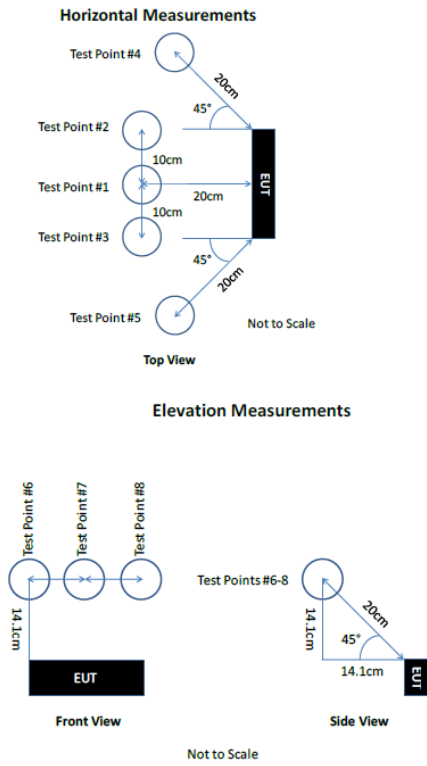 Horizontal Measurements
Test Point #4
20cm
45°
Test Point #2
10cm
Test Point #1
20cm
EUT
10cm
Test Point #3
45°
20cm
Test Point #5
Not to Scale
Top View
Elevation Measurements
Test Point #6
Test Point #7
Test Point #8
Test Points #6-8
14.1cm
EUT
Front View
20cm
14.1cm
45°
14.1cm
EUT
Side View
Not to Scale